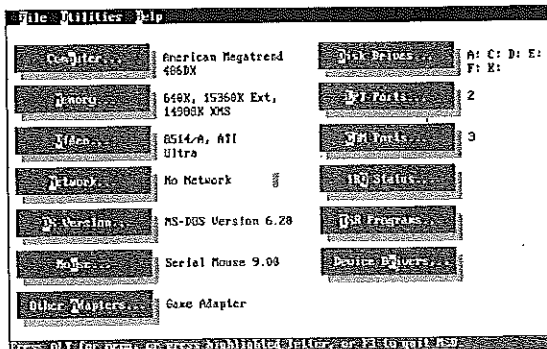 File Utilities Help
Computer...
American Megatrend
486DX
Disk Drives...
A: C: D: E:
F: K:
Memory...
640K, 15360K Ext,
14908K XMS
LPT Ports...
2
Video...
8514/A, ATI
Ultra
COM Ports...
3
Network...
No Network
IRQ Status...
OS Version...
MS-DOS Version 6.20
TSR Programs...
Mouse...
Serial Mouse 9.00
Device Drivers...
Other Adapters...
Game Adapter
Press ALT for menu, or press highlighted letter, or F3 to quit MSD